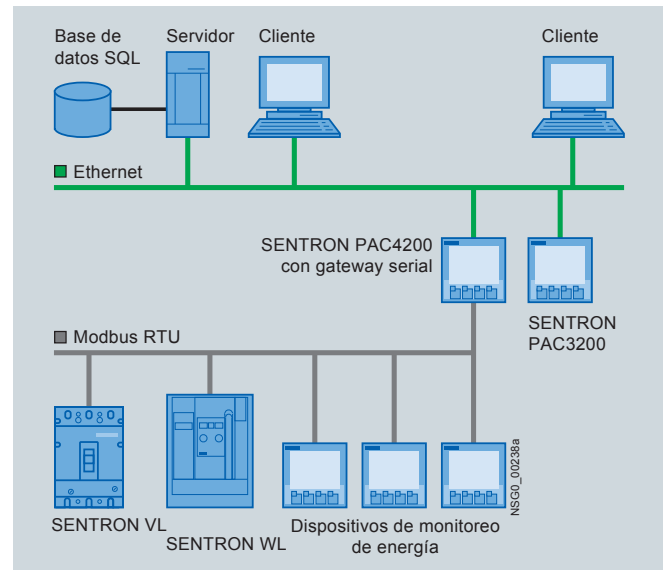 Base de
datos SQL
Servidor
Cliente
Cliente
Ethernet
SENTRON PAC4200
con gateway serial
SENTRON
PAC3200
Modbus RTU
SENTRON VL
SENTRON WL
Dispositivos de monitoreo
de energía
NSG0_00238a